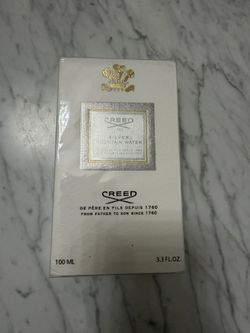 CREED
SILVER
MOUNTAIN WATER
CREED
DE PÈRE EN FILS DEPUIS 1760
FROM FATHER TO SON SINCE 1760
100 ML
3.3 FL.OZ.